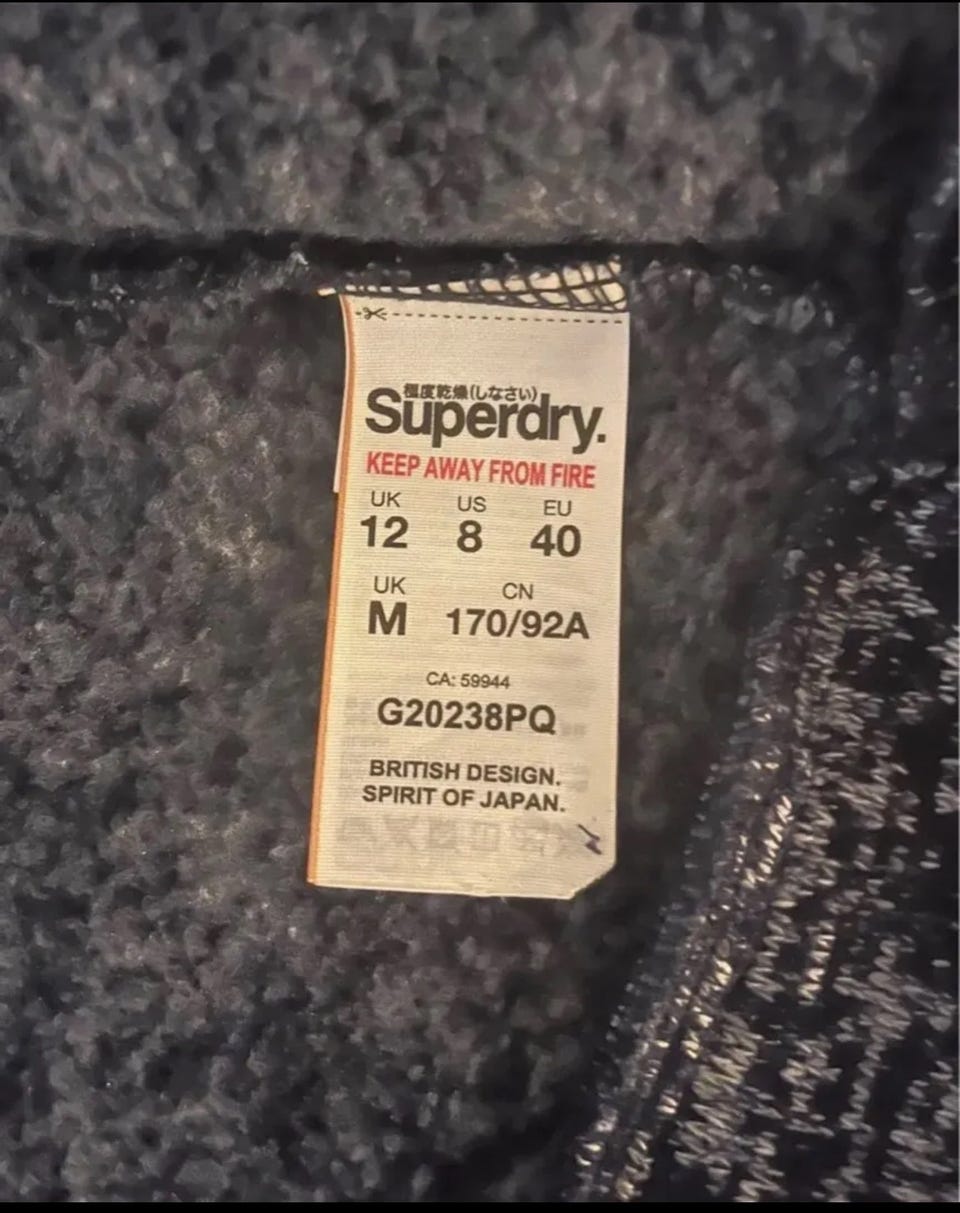 極度乾燥(しなさい)
Superdry.
KEEP AWAY FROM FIRE
UK US EU
12 8 40
UK CN
M 170/92A
CA: 59944
G20238PQ
BRITISH DESIGN.
SPIRIT OF JAPAN.